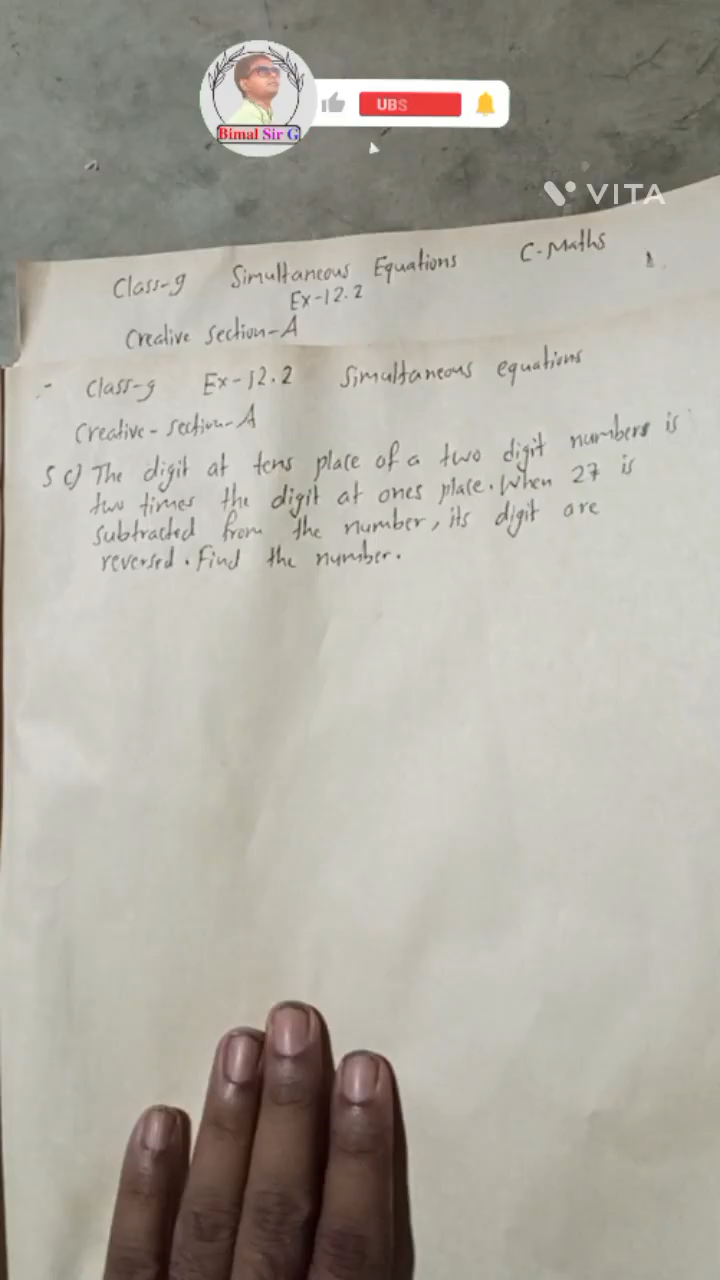 Bimal Sir G
UBS
VITA
Class-9 Simultaneous Equations C-Maths
Ex-12.2
Creative section-A
Class-9 Ex-12.2 Simultaneous equations
Creative-section-A
5 c) The digit at tens place of a two digit numbers is
two times the digit at ones place. When 27 is
subtracted from the number, its digit are
reversed. Find the number.